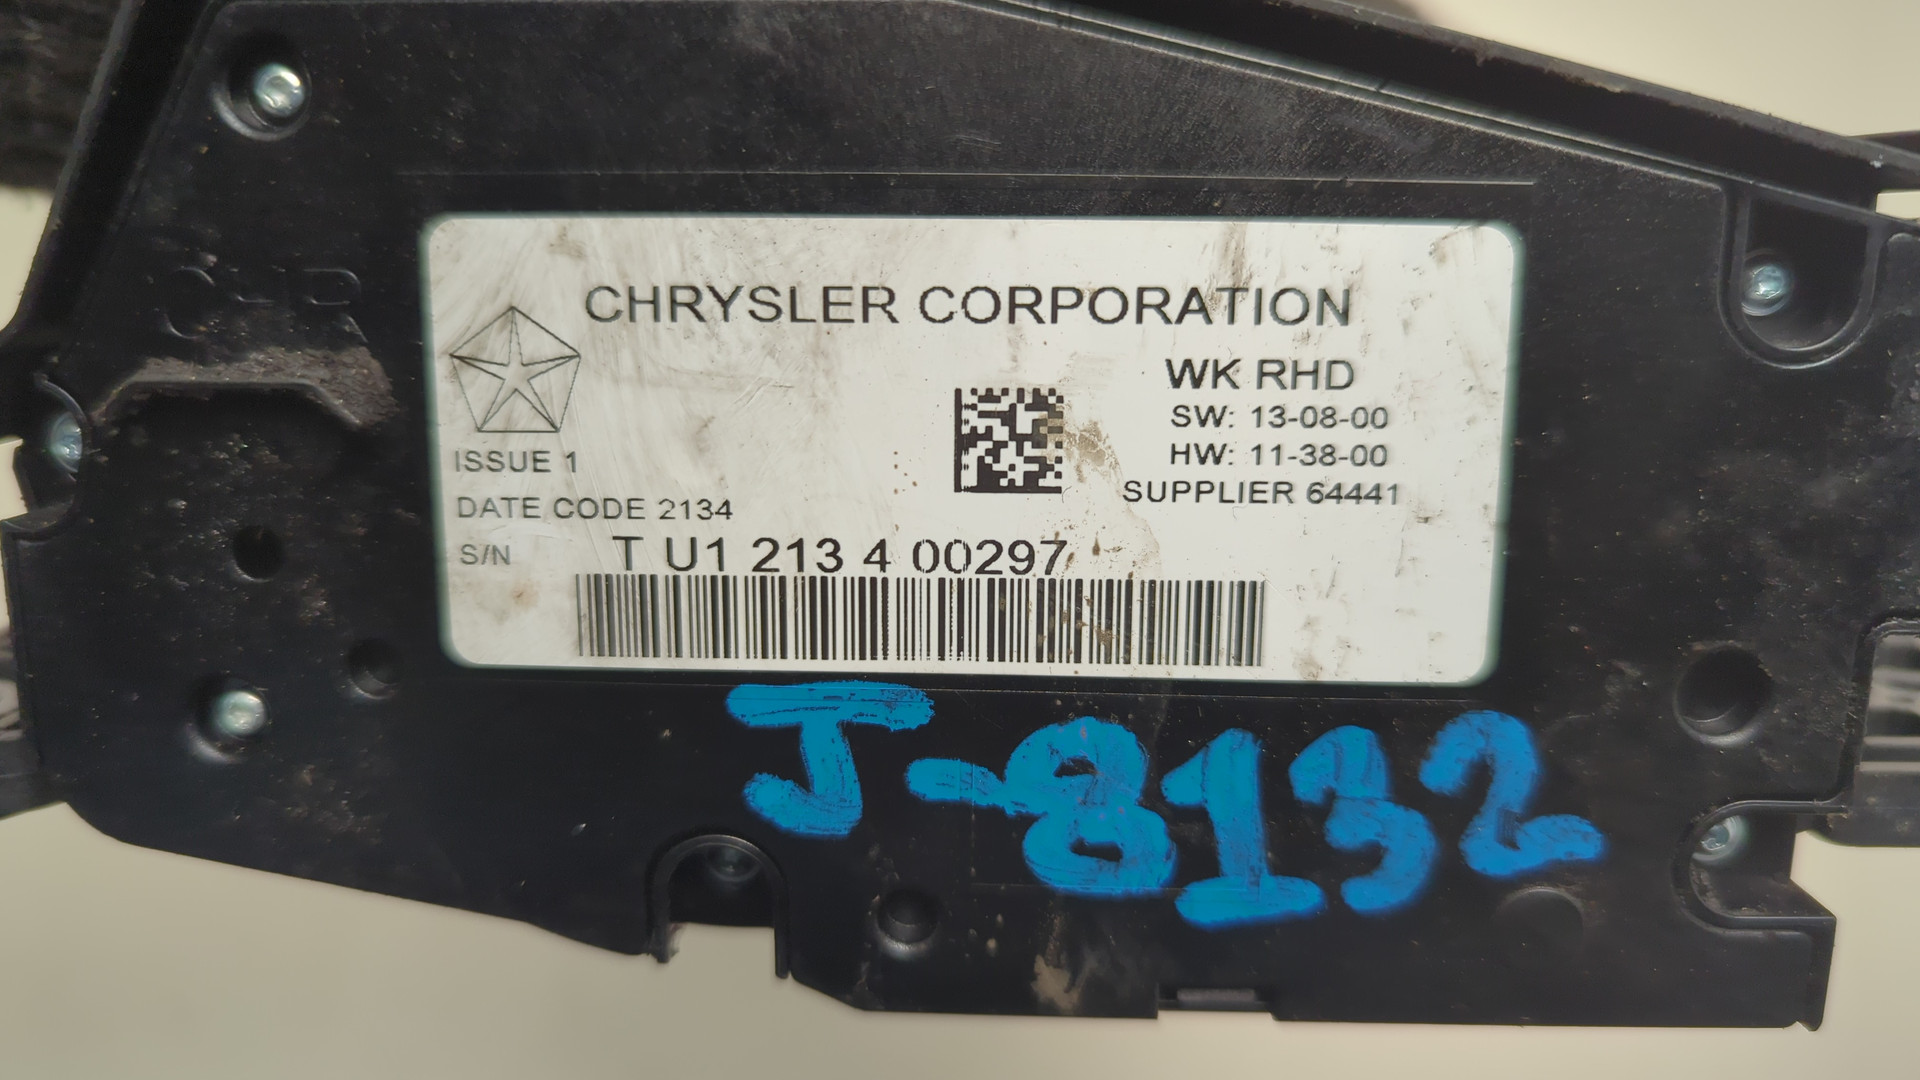 CHRYSLER CORPORATION
WK RHD
SW: 13-08-00
HW: 11-38-00
SUPPLIER 64441
ISSUE 1
DATE CODE 2134
S/N T U1 213 4 00297
J-8132